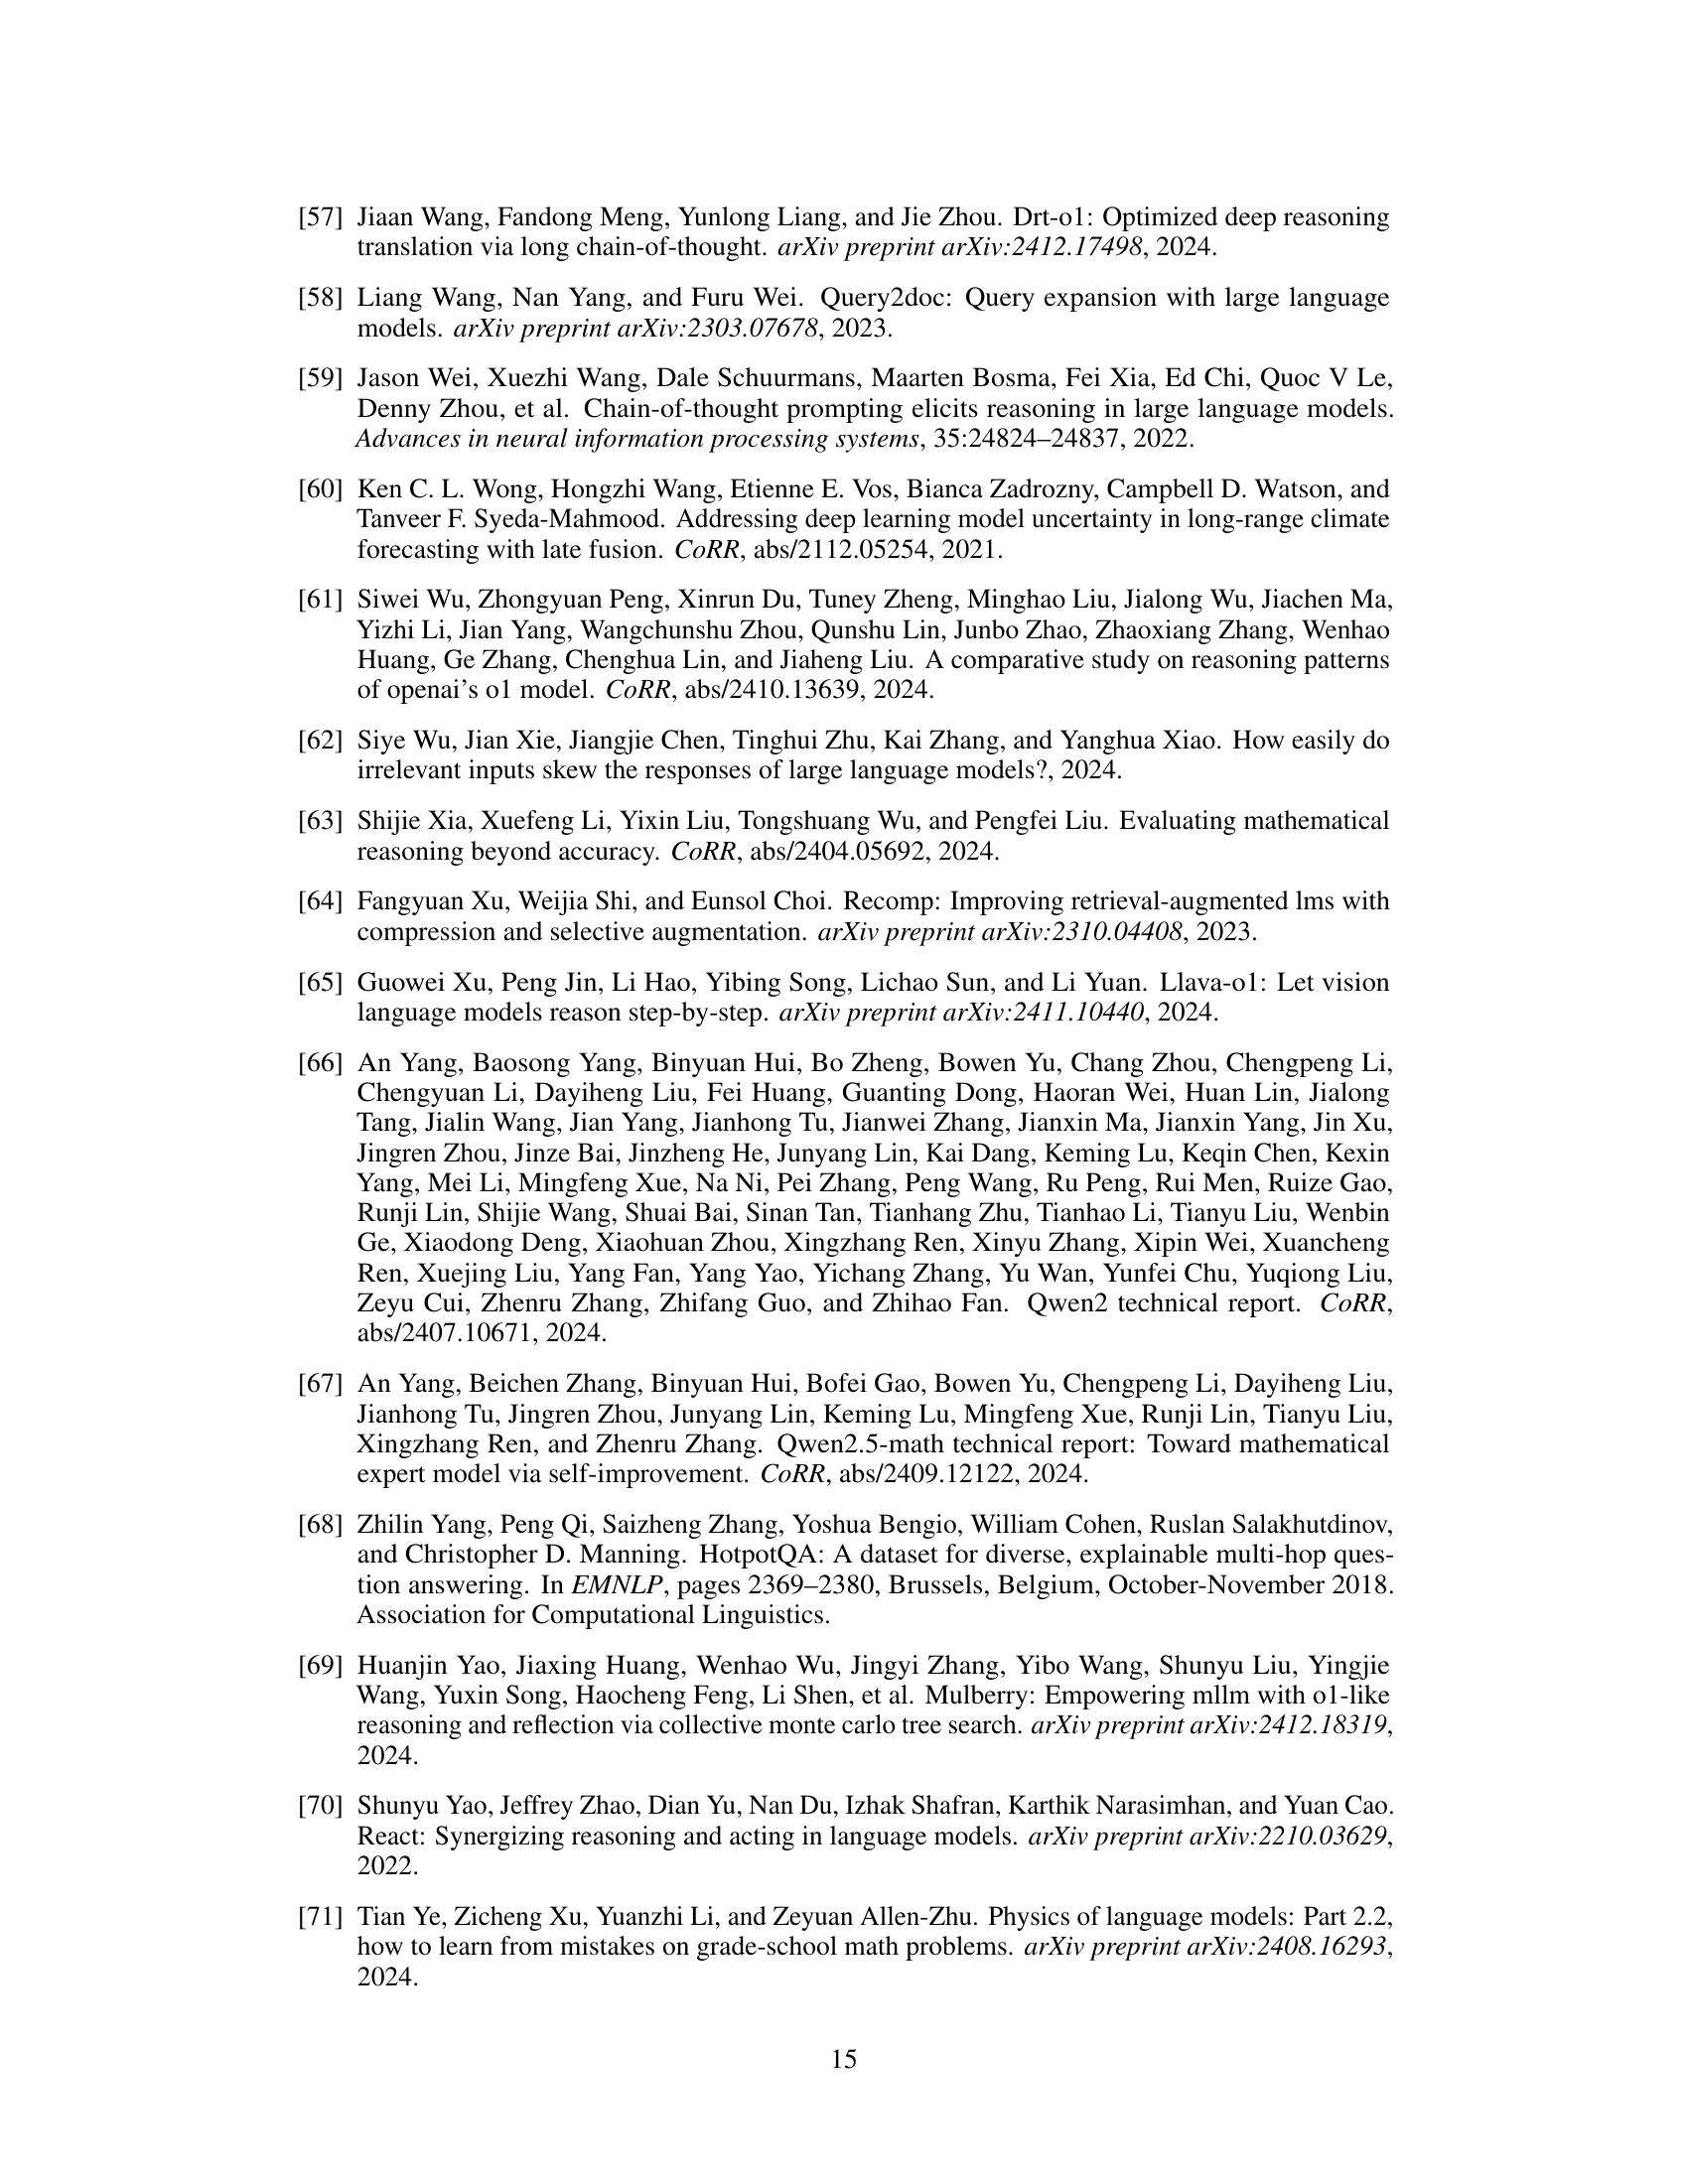 [57] Jiaan Wang, Fandong Meng, Yunlong Liang, and Jie Zhou. Drt-o1: Optimized deep reasoning
translation via long chain-of-thought. arXiv preprint arXiv:2412.17498, 2024.
[58] Liang Wang, Nan Yang, and Furu Wei. Query2doc: Query expansion with large language
models. arXiv preprint arXiv:2303.07678, 2023.
[59] Jason Wei, Xuezhi Wang, Dale Schuurmans, Maarten Bosma, Fei Xia, Ed Chi, Quoc V Le,
Denny Zhou, et al. Chain-of-thought prompting elicits reasoning in large language models.
Advances in neural information processing systems, 35:24824–24837, 2022.
[60] Ken C. L. Wong, Hongzhi Wang, Etienne E. Vos, Bianca Zadrozny, Campbell D. Watson, and
Tanveer F. Syeda-Mahmood. Addressing deep learning model uncertainty in long-range climate
forecasting with late fusion. CoRR, abs/2112.05254, 2021.
[61] Siwei Wu, Zhongyuan Peng, Xinrun Du, Tuney Zheng, Minghao Liu, Jialong Wu, Jiachen Ma,
Yizhi Li, Jian Yang, Wangchunshu Zhou, Qunshu Lin, Junbo Zhao, Zhaoxiang Zhang, Wenhao
Huang, Ge Zhang, Chenghua Lin, and Jiaheng Liu. A comparative study on reasoning patterns
of openai's o1 model. CoRR, abs/2410.13639, 2024.
[62] Siye Wu, Jian Xie, Jiangjie Chen, Tinghui Zhu, Kai Zhang, and Yanghua Xiao. How easily do
irrelevant inputs skew the responses of large language models?, 2024.
[63] Shijie Xia, Xuefeng Li, Yixin Liu, Tongshuang Wu, and Pengfei Liu. Evaluating mathematical
reasoning beyond accuracy. CoRR, abs/2404.05692, 2024.
[64] Fangyuan Xu, Weijia Shi, and Eunsol Choi. Recomp: Improving retrieval-augmented lms with
compression and selective augmentation. arXiv preprint arXiv:2310.04408, 2023.
[65] Guowei Xu, Peng Jin, Li Hao, Yibing Song, Lichao Sun, and Li Yuan. Llava-o1: Let vision
language models reason step-by-step. arXiv preprint arXiv:2411.10440, 2024.
[66] An Yang, Baosong Yang, Binyuan Hui, Bo Zheng, Bowen Yu, Chang Zhou, Chengpeng Li,
Chengyuan Li, Dayiheng Liu, Fei Huang, Guanting Dong, Haoran Wei, Huan Lin, Jialong
Tang, Jialin Wang, Jian Yang, Jianhong Tu, Jianwei Zhang, Jianxin Ma, Jianxin Yang, Jin Xu,
Jingren Zhou, Jinze Bai, Jinzheng He, Junyang Lin, Kai Dang, Keming Lu, Keqin Chen, Kexin
Yang, Mei Li, Mingfeng Xue, Na Ni, Pei Zhang, Peng Wang, Ru Peng, Rui Men, Ruize Gao,
Runji Lin, Shijie Wang, Shuai Bai, Sinan Tan, Tianhang Zhu, Tianhao Li, Tianyu Liu, Wenbin
Ge, Xiaodong Deng, Xiaohuan Zhou, Xingzhang Ren, Xinyu Zhang, Xipin Wei, Xuancheng
Ren, Xuejing Liu, Yang Fan, Yang Yao, Yichang Zhang, Yu Wan, Yunfei Chu, Yuqiong Liu,
Zeyu Cui, Zhenru Zhang, Zhifang Guo, and Zhihao Fan. Qwen2 technical report. CoRR,
abs/2407.10671, 2024.
[67] An Yang, Beichen Zhang, Binyuan Hui, Bofei Gao, Bowen Yu, Chengpeng Li, Dayiheng Liu,
Jianhong Tu, Jingren Zhou, Junyang Lin, Keming Lu, Mingfeng Xue, Runji Lin, Tianyu Liu,
Xingzhang Ren, and Zhenru Zhang. Qwen2.5-math technical report: Toward mathematical
expert model via self-improvement. CoRR, abs/2409.12122, 2024.
[68] Zhilin Yang, Peng Qi, Saizheng Zhang, Yoshua Bengio, William Cohen, Ruslan Salakhutdinov,
and Christopher D. Manning. HotpotQA: A dataset for diverse, explainable multi-hop ques-
tion answering. In EMNLP, pages 2369–2380, Brussels, Belgium, October-November 2018.
Association for Computational Linguistics.
[69] Huanjin Yao, Jiaxing Huang, Wenhao Wu, Jingyi Zhang, Yibo Wang, Shunyu Liu, Yingjie
Wang, Yuxin Song, Haocheng Feng, Li Shen, et al. Mulberry: Empowering mllm with o1-like
reasoning and reflection via collective monte carlo tree search. arXiv preprint arXiv:2412.18319,
2024.
[70] Shunyu Yao, Jeffrey Zhao, Dian Yu, Nan Du, Izhak Shafran, Karthik Narasimhan, and Yuan Cao.
React: Synergizing reasoning and acting in language models. arXiv preprint arXiv:2210.03629,
2022.
[71] Tian Ye, Zicheng Xu, Yuanzhi Li, and Zeyuan Allen-Zhu. Physics of language models: Part 2.2,
how to learn from mistakes on grade-school math problems. arXiv preprint arXiv:2408.16293,
2024.
15